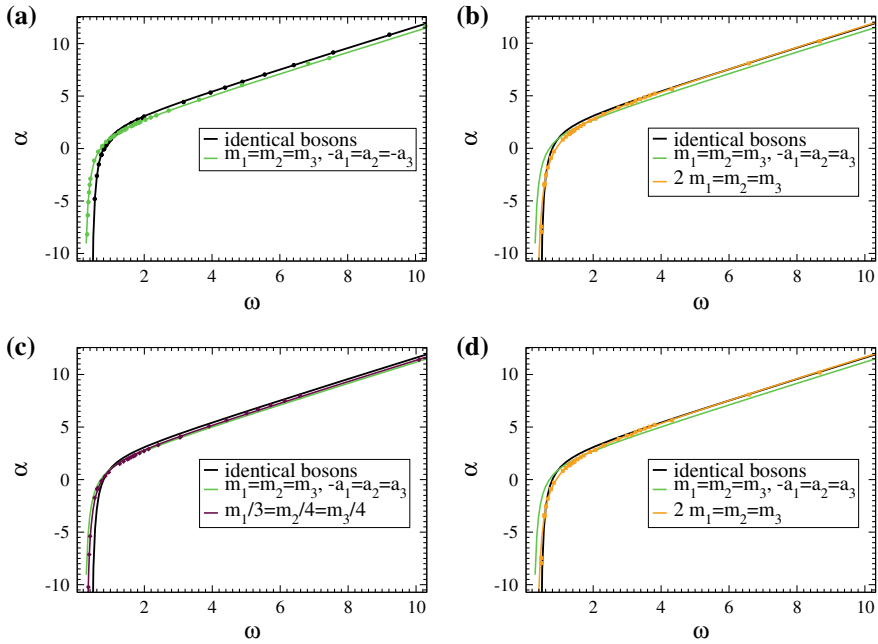 (a)
10
5
0
-5
-10
α
2
4
6
8
10
ω
identical bosons
m₁=m₂=m₃, -a₁=a₂=-a₃
(b)
10
5
0
-5
-10
α
2
4
6
8
10
ω
identical bosons
m₁=m₂=m₃, -a₁=a₂=a₃
2 m₁=m₂=m₃
(c)
10
5
0
-5
-10
α
2
4
6
8
10
ω
identical bosons
m₁=m₂=m₃, -a₁=a₂=a₃
m₁/3=m₂/4=m₃/4
(d)
10
5
0
-5
-10
α
2
4
6
8
10
ω
identical bosons
m₁=m₂=m₃, -a₁=a₂=a₃
2 m₁=m₂=m₃